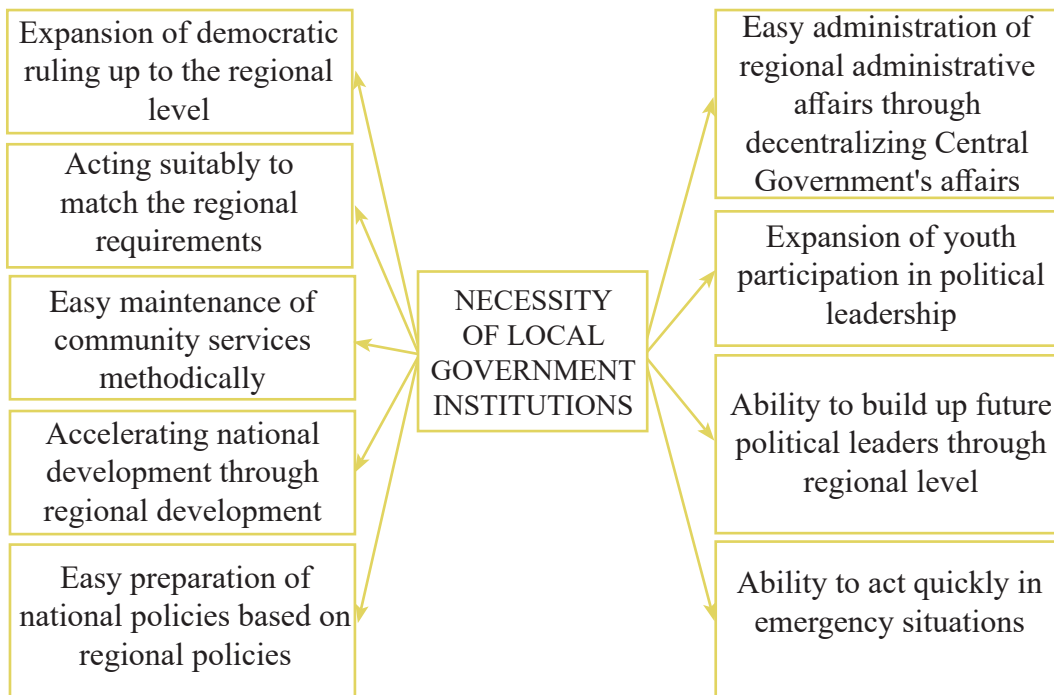 Expansion of democratic
ruling up to the regional
level
Acting suitably to
match the regional
requirements
Easy maintenance of
community services
methodically
Accelerating national
development through
regional development
Easy preparation of
national policies based on
regional policies
NECESSITY
OF LOCAL
GOVERNMENT
INSTITUTIONS
Easy administration of
regional administrative
affairs through
decentralizing Central
Government's affairs
Expansion of youth
participation in political
leadership
Ability to build up future
political leaders through
regional level
Ability to act quickly in
emergency situations